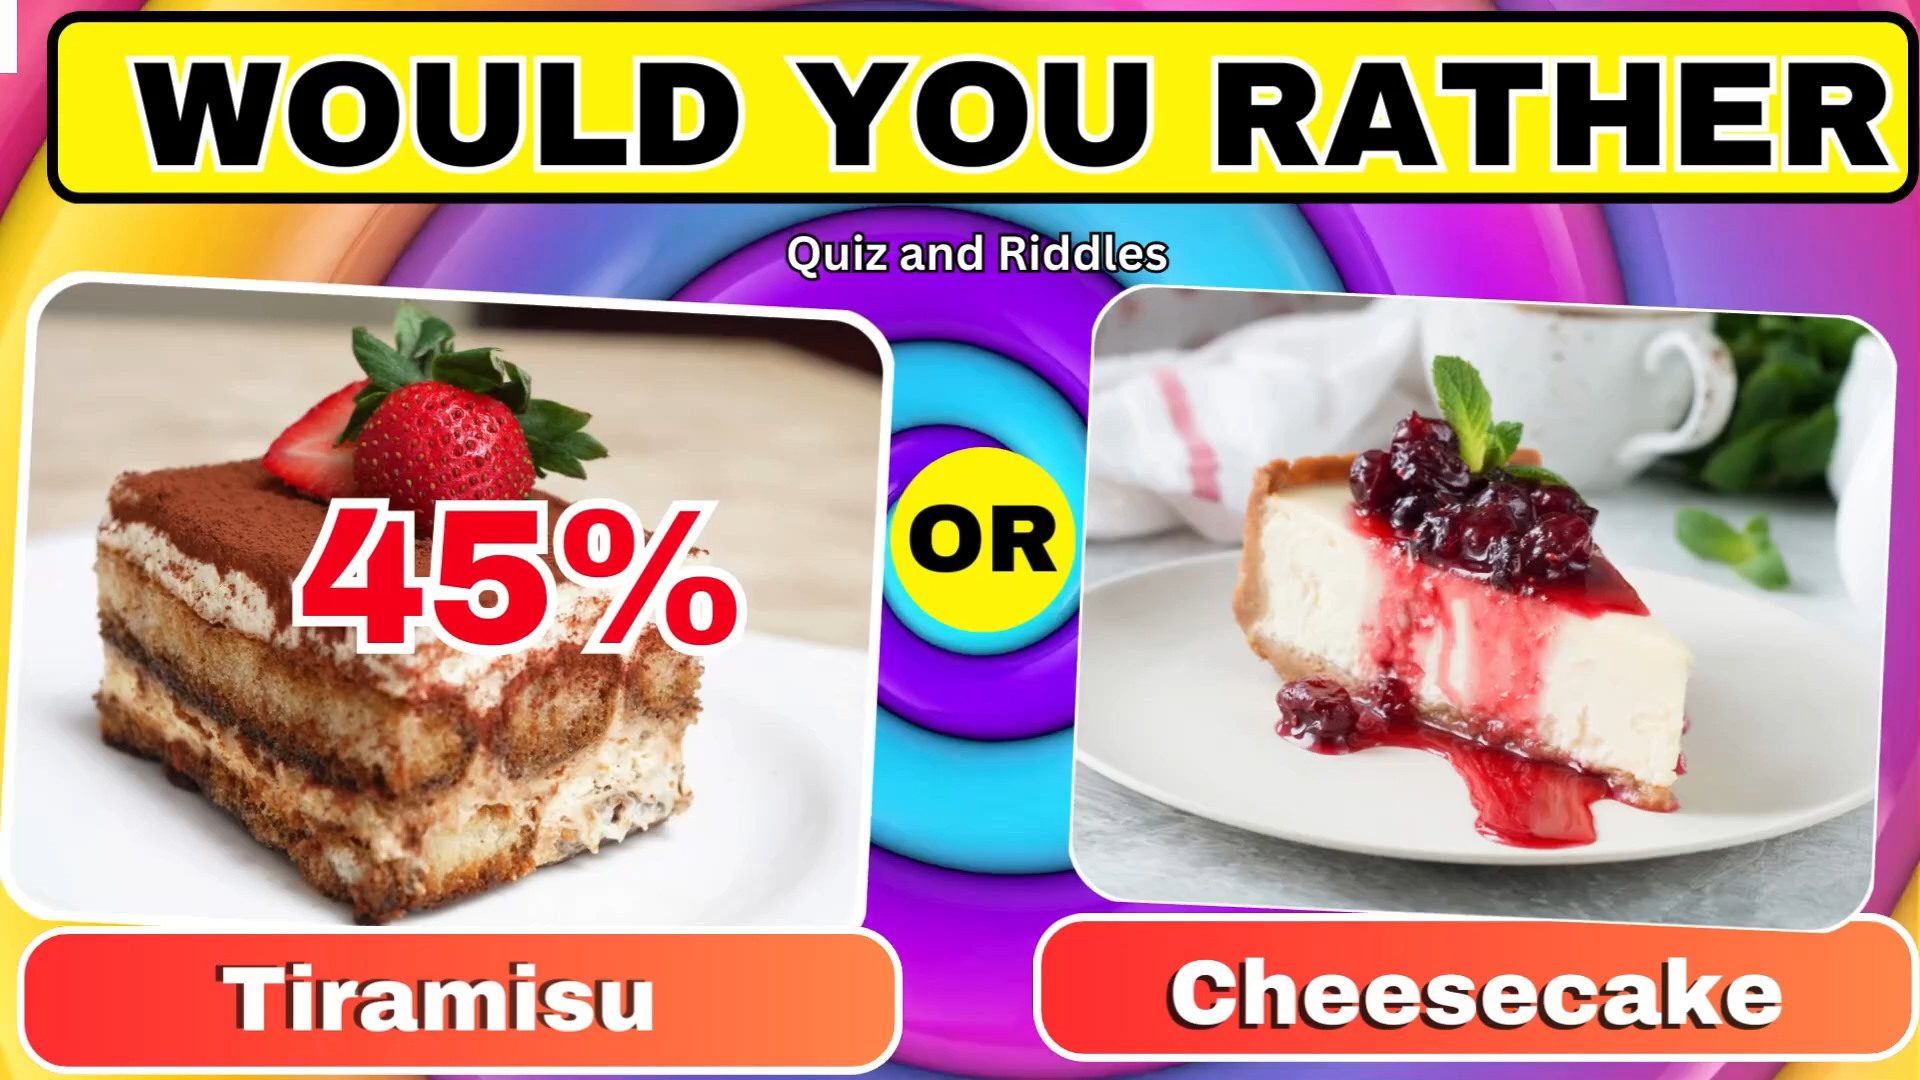 WOULD YOU RATHER
Quiz and Riddles
45%
OR
Tiramisu
Cheesecake